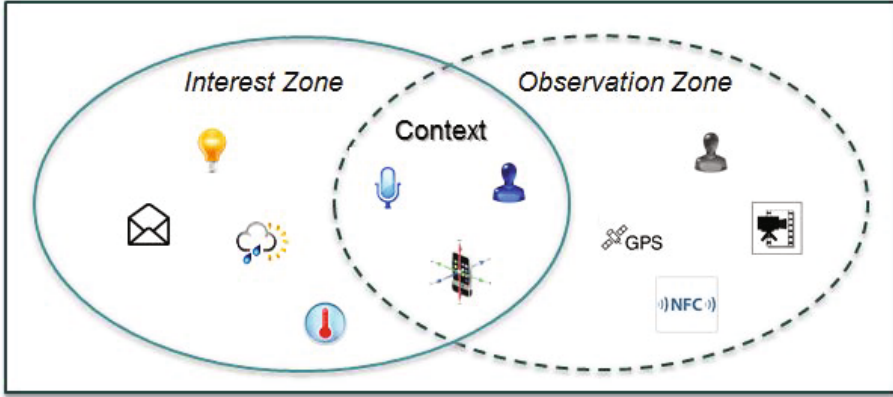 Interest Zone
Observation Zone
Context
GPS
NFC